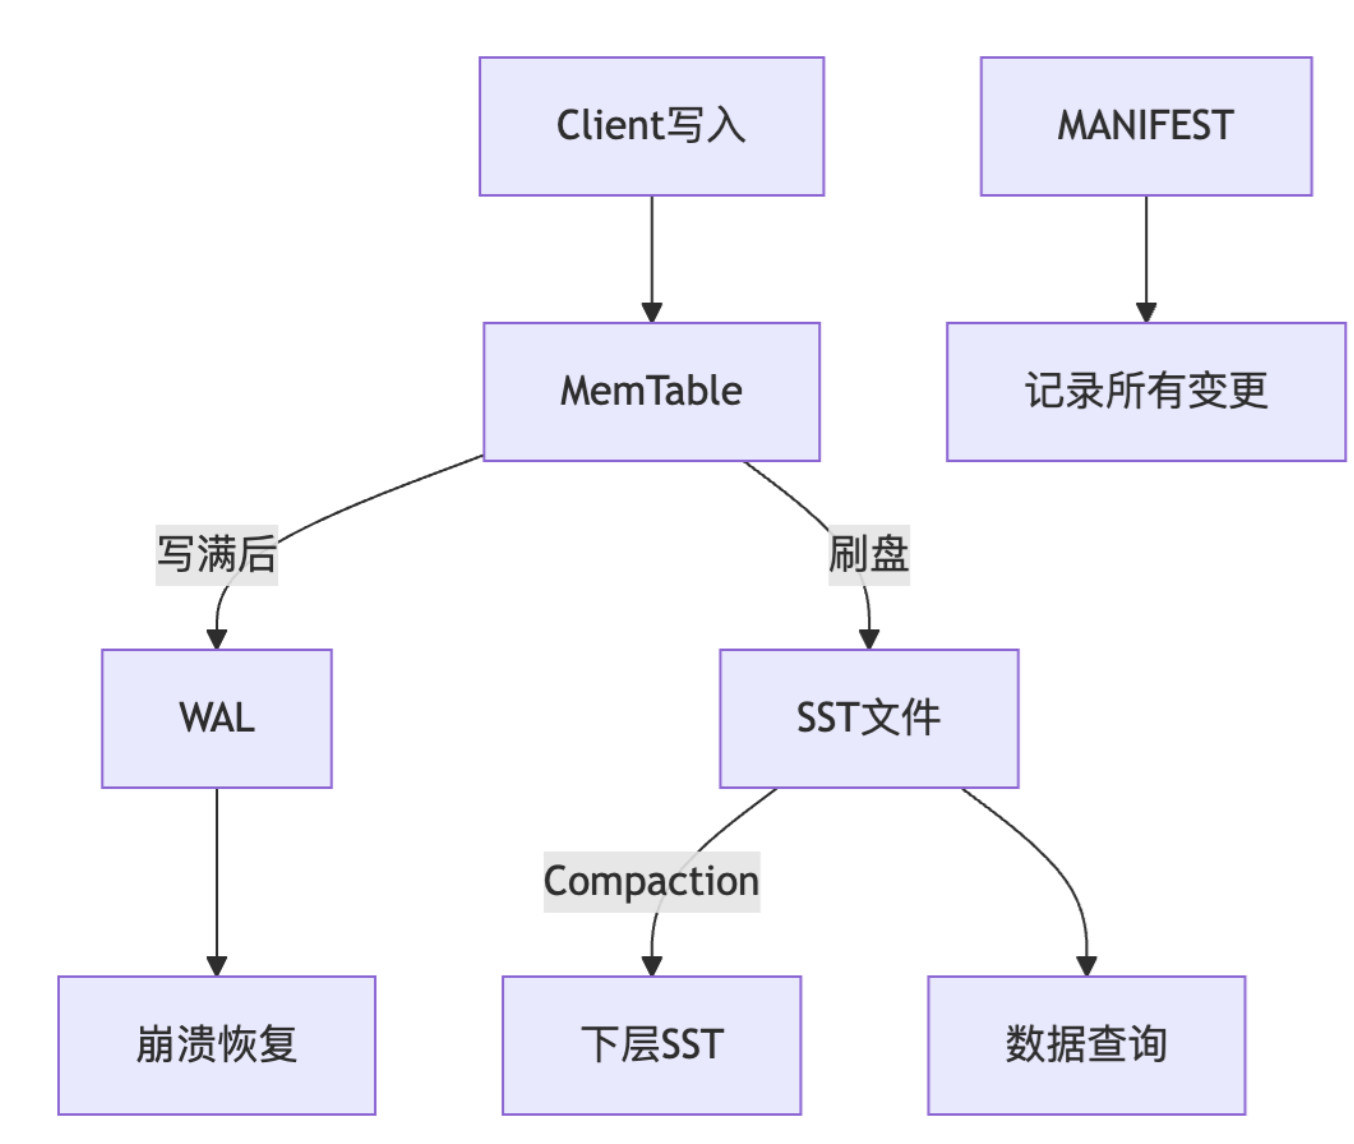 Client写入
MANIFEST
MemTable
记录所有变更
写满后
刷盘
WAL
SST文件
Compaction
崩溃恢复
下层SST
数据查询